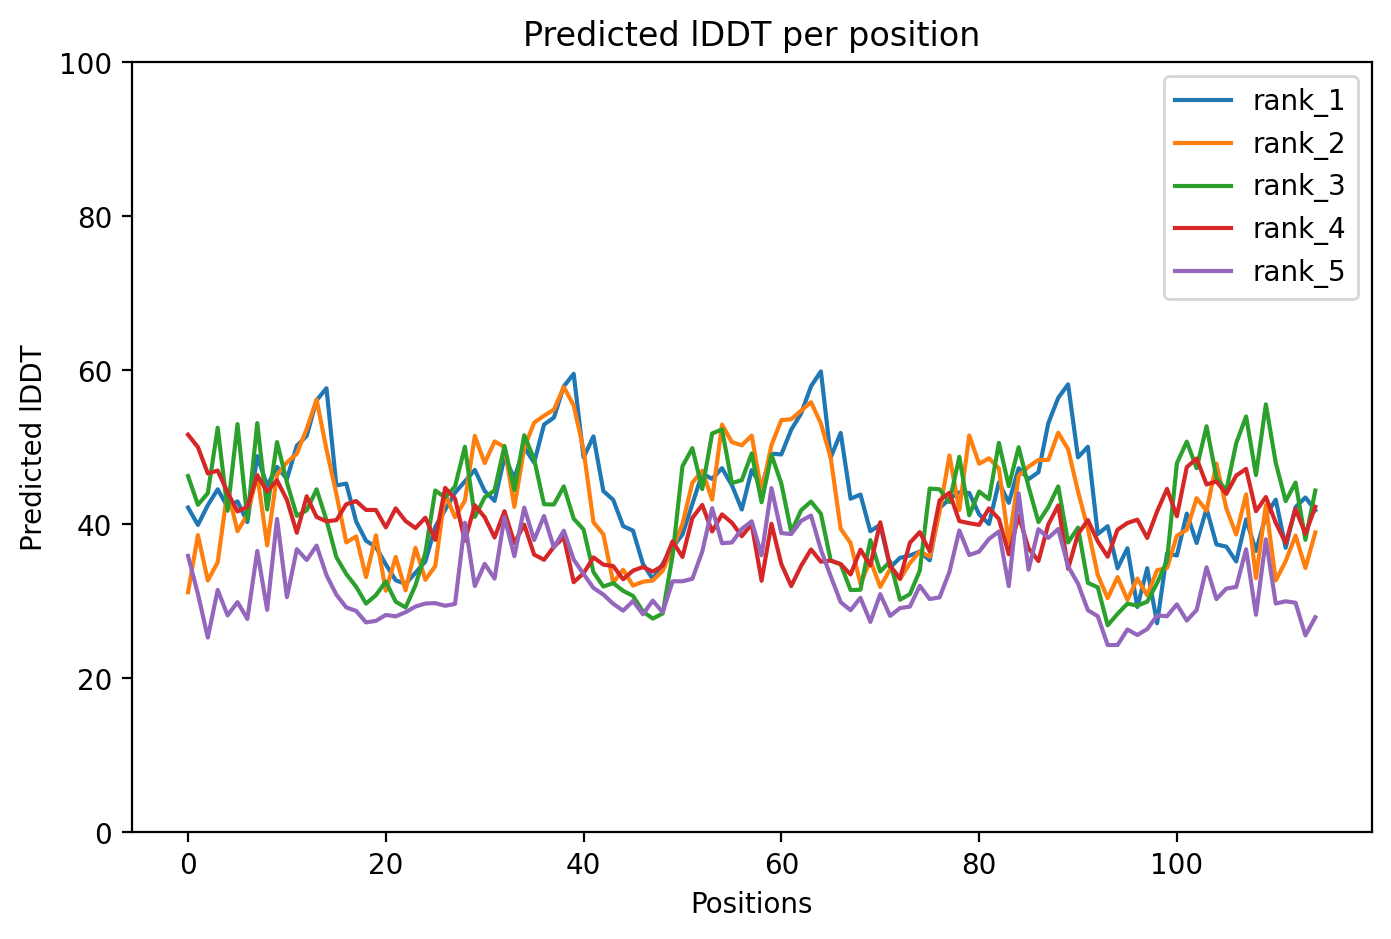 Predicted lDDT per position
100
80
60
40
20
0
Predicted lDDT
0 20 40 60 80 100
Positions
rank_1
rank_2
rank_3
rank_4
rank_5